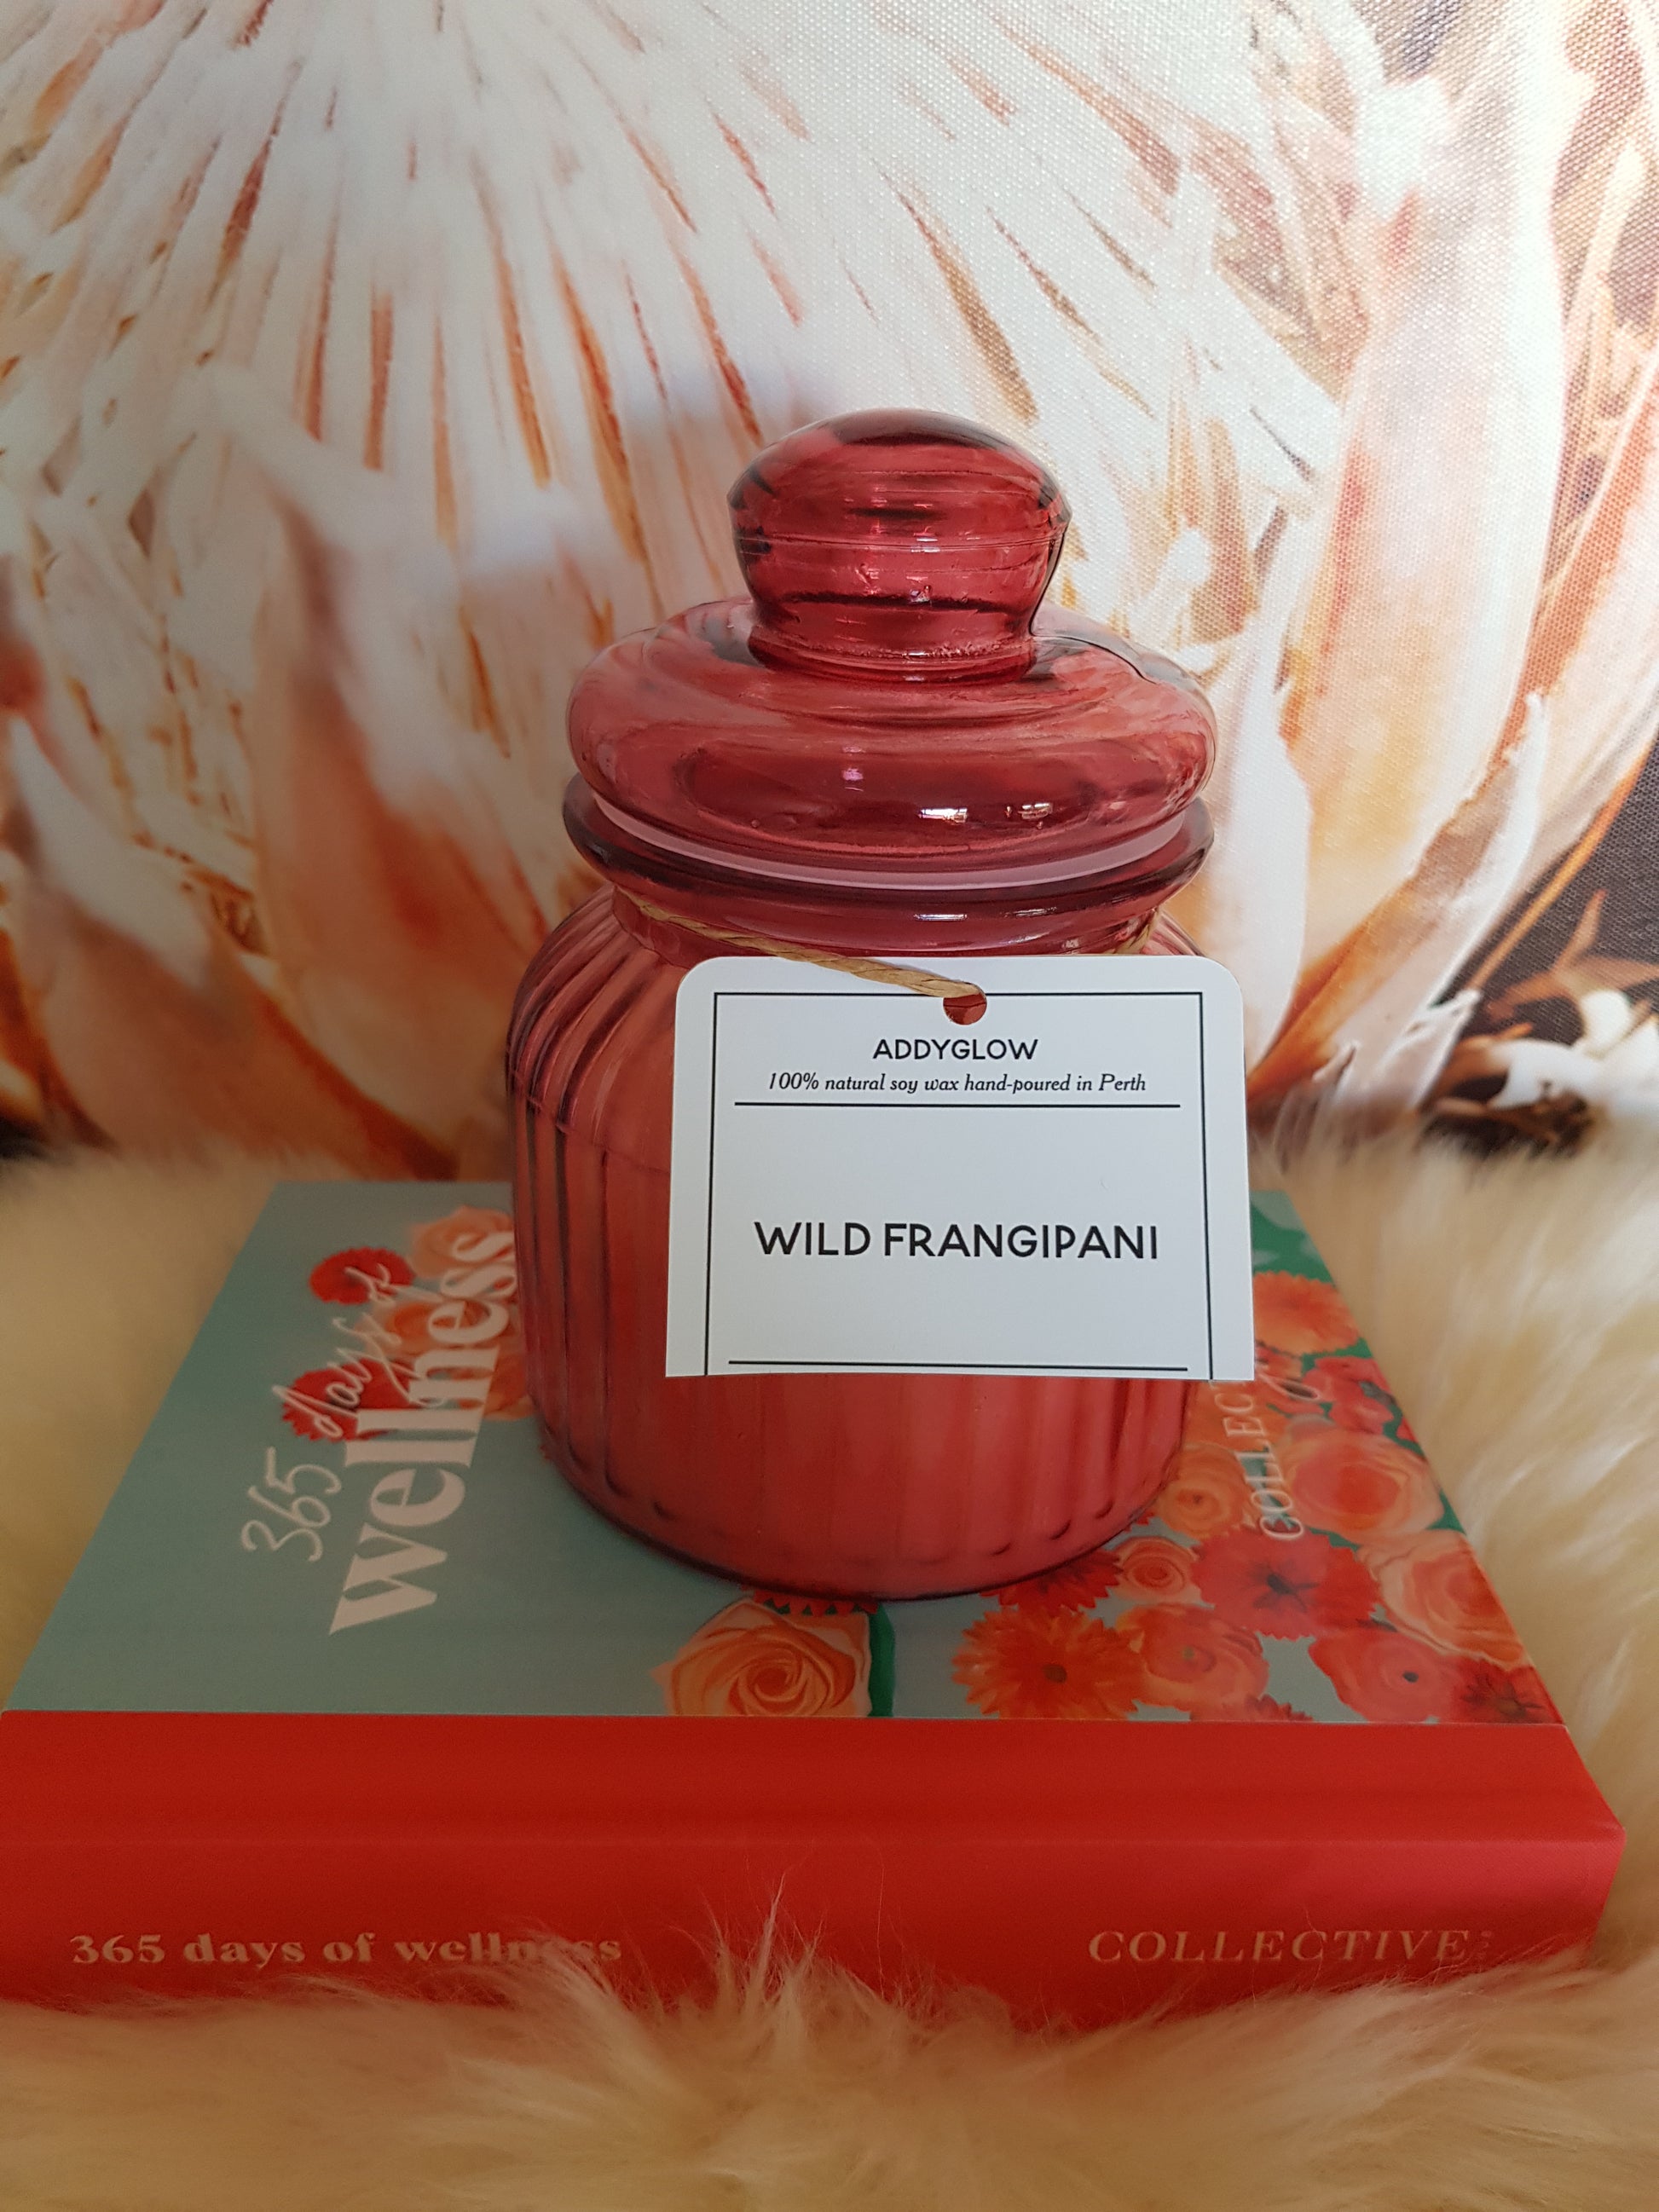 ADDYGLOW
100% natural soy wax hand-poured in Perth
WILD FRANGIPANI
365 days of
wellness
COLLEC
365 days of wellness
COLLECTIVE